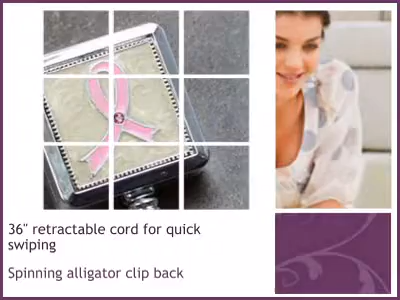 36" retractable cord for quick
swiping
Spinning alligator clip back